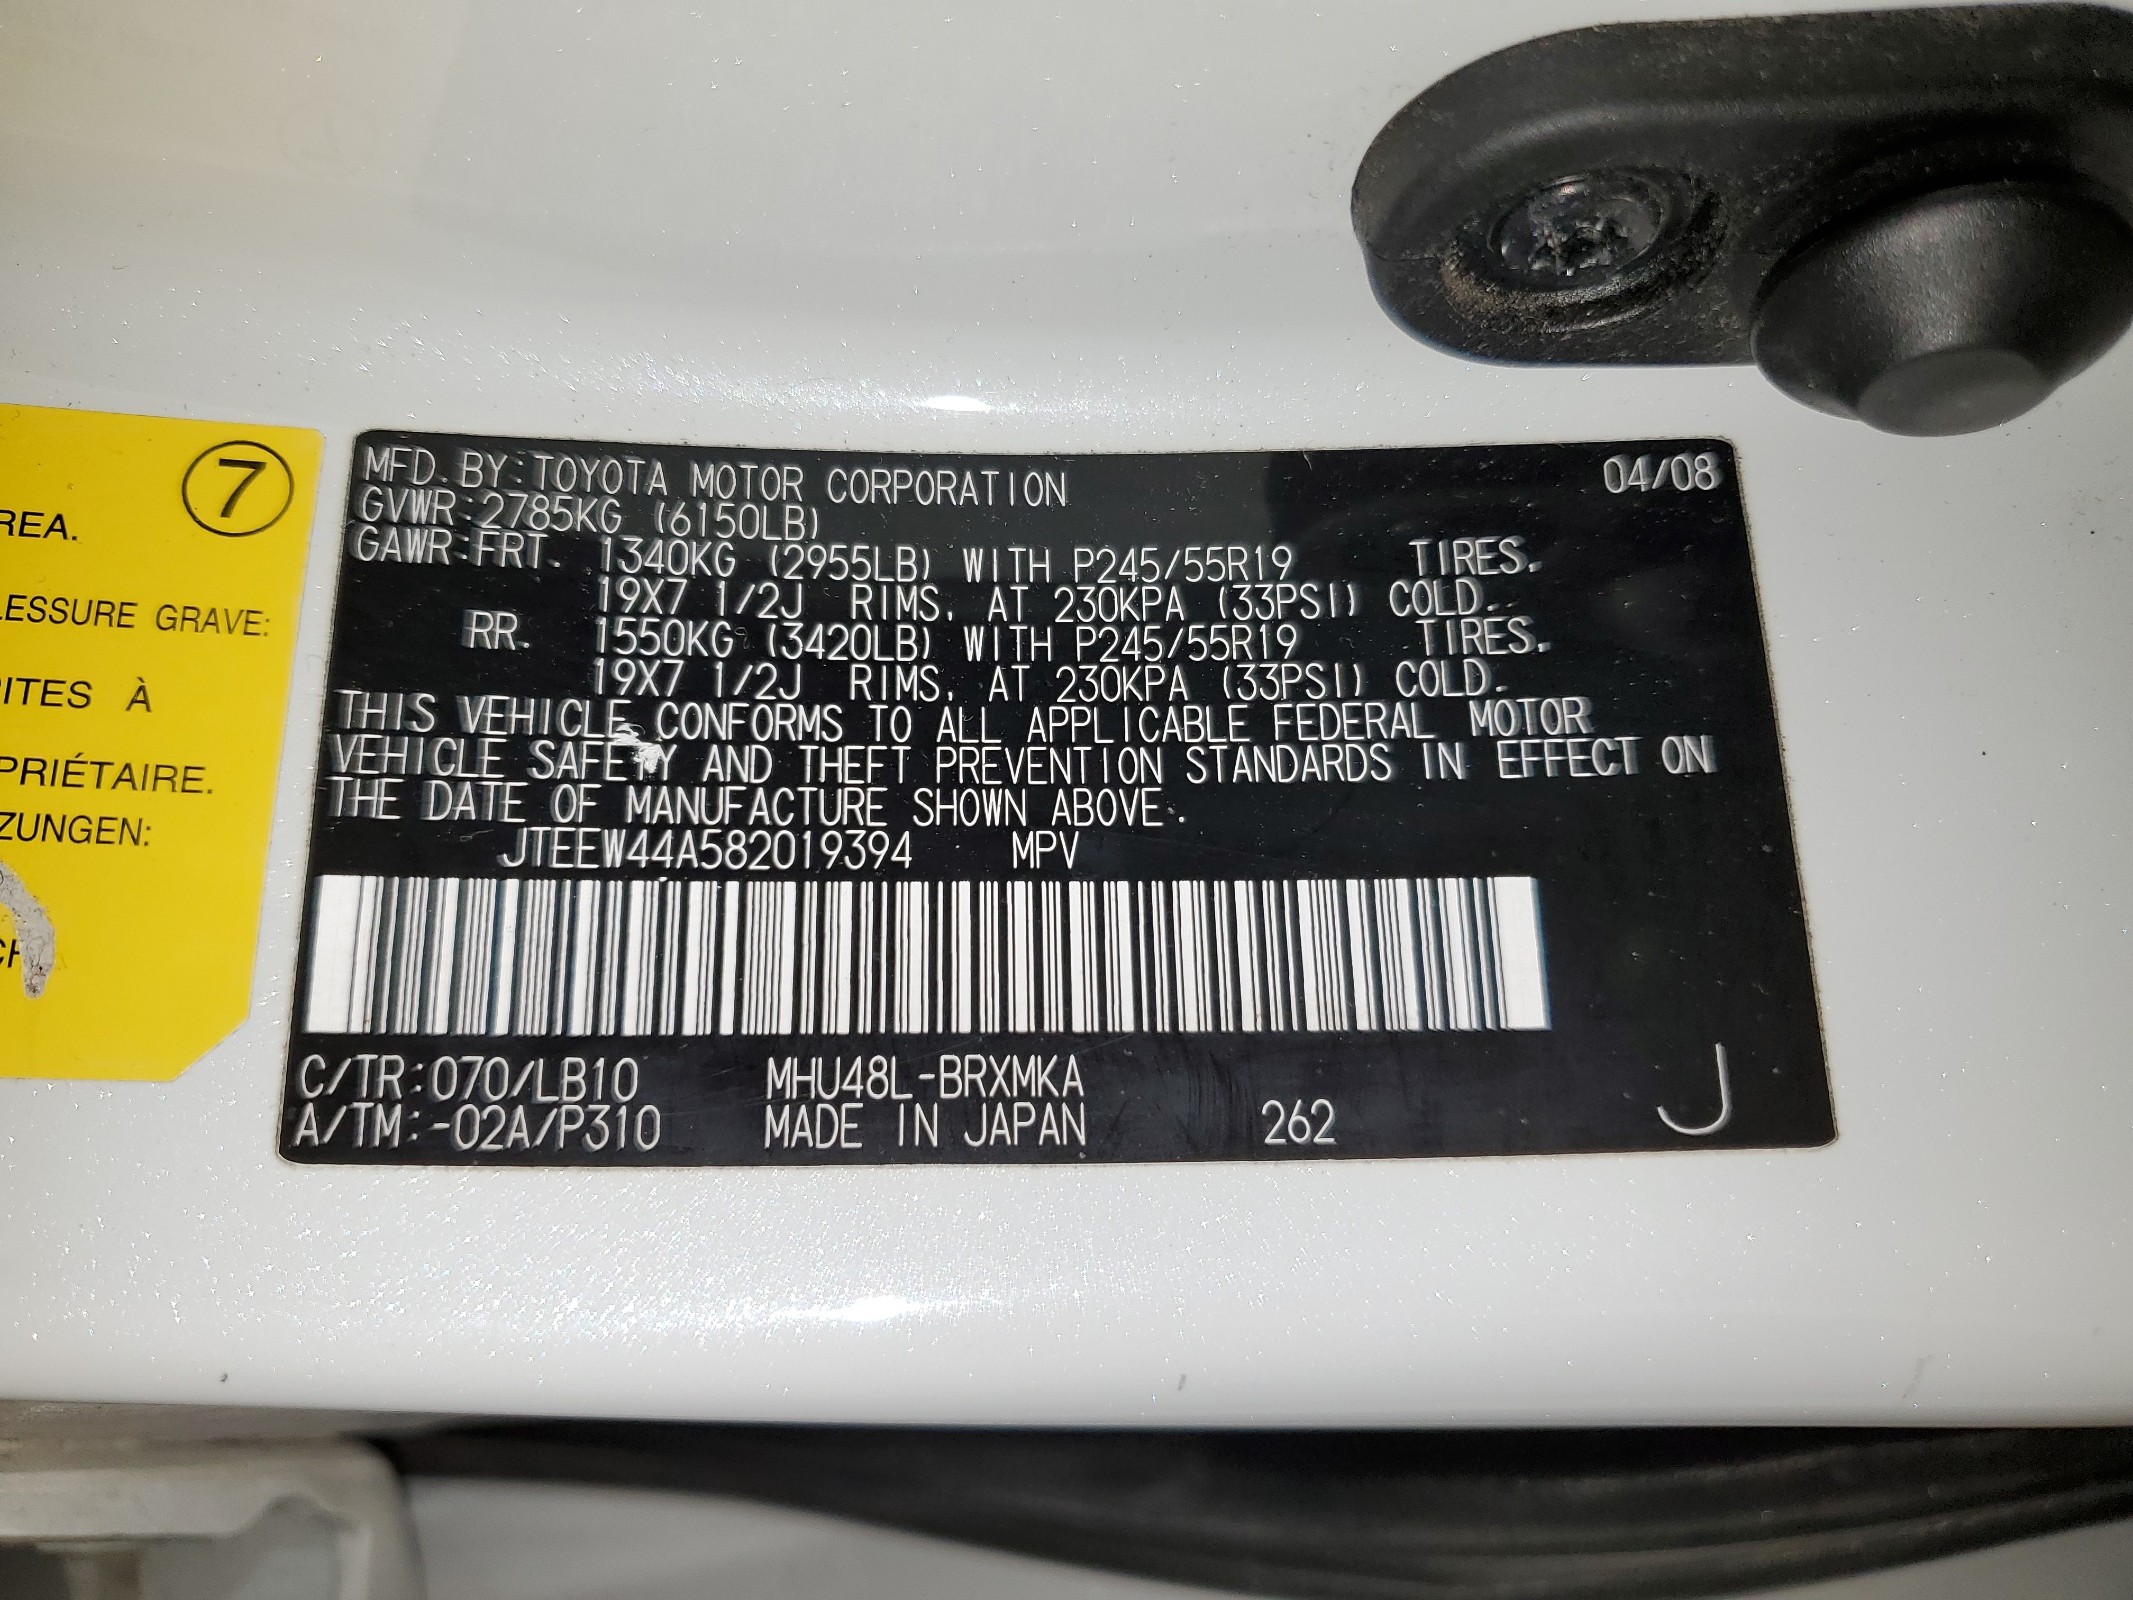 7
REA.
LESSURE GRAVE:
ITES À
PRIÉTAIRE.
ZUNGEN:
MFD. BY: TOYOTA MOTOR CORPORATION 04/08
GVWR: 2785KG (6150LB)
GAWR-FRT. 1340KG (2955LB) WITH P245/55R19 TIRES,
19X7 1/2J RIMS, AT 230KPA (33PSI) COLD.
RR. 1550KG (3420LB) WITH P245/55R19 TIRES,
19X7 1/2J RIMS, AT 230KPA (33PSI) COLD.
THIS VEHICLE CONFORMS TO ALL APPLICABLE FEDERAL MOTOR
VEHICLE SAFETY AND THEFT PREVENTION STANDARDS IN EFFECT ON
THE DATE OF MANUFACTURE SHOWN ABOVE.
JTEEW44A582019394 MPV
C/TR:070/LB10 MHU48L-BRXMKA
A/TM:-02A/P310 MADE IN JAPAN 262 J